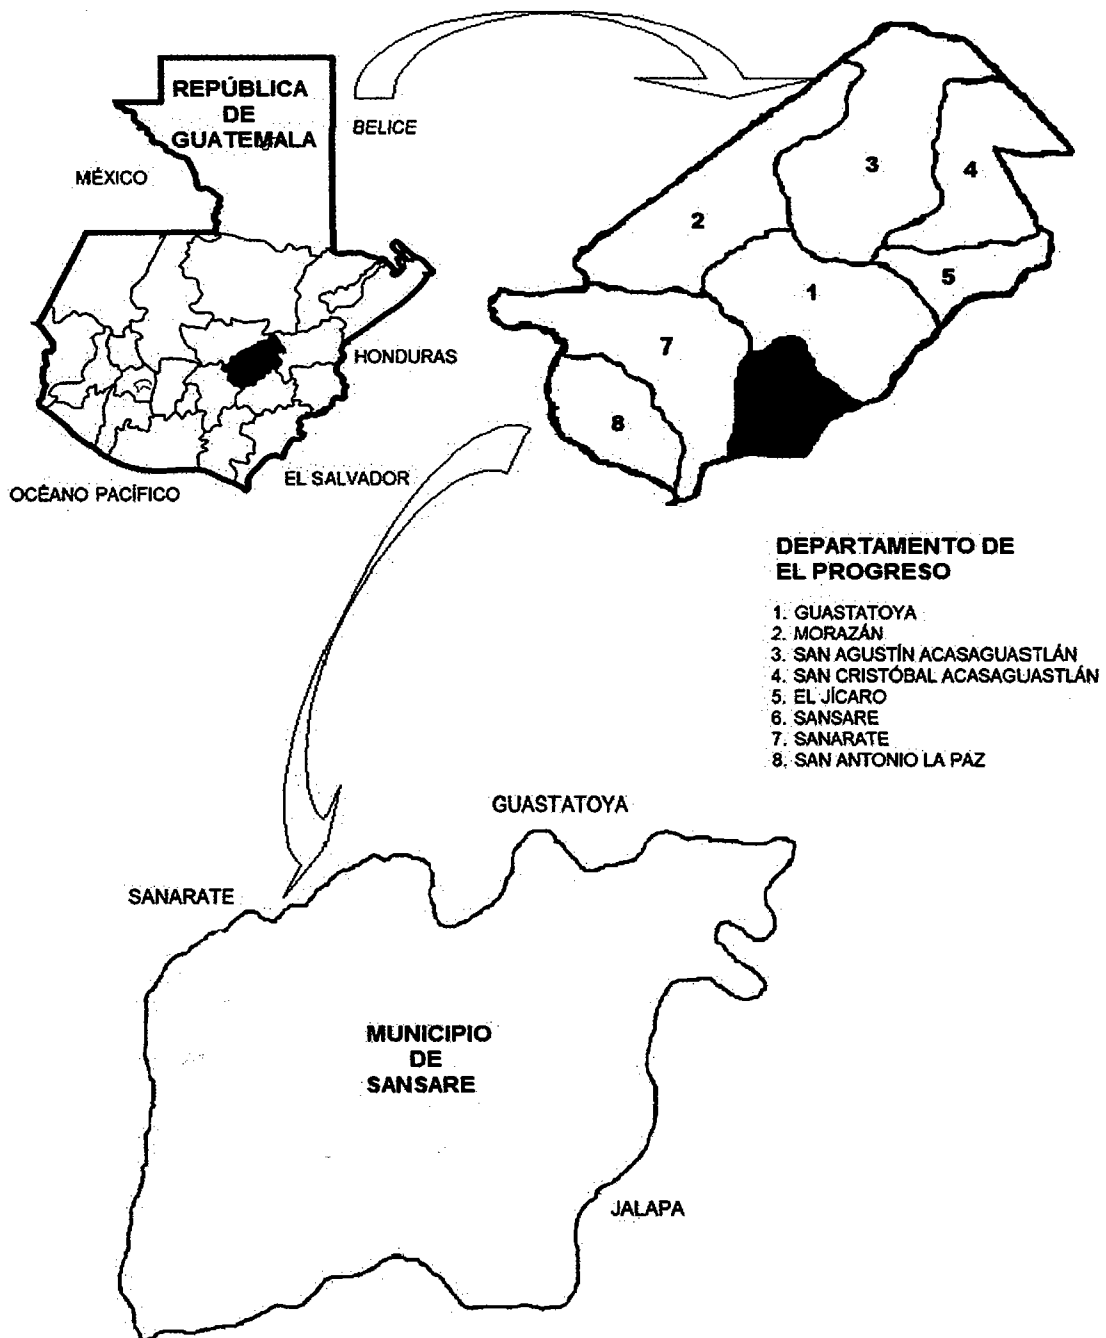 REPÚBLICA
DE
GUATEMALA
BELICE
MÉXICO
HONDURAS
EL SALVADOR
OCÉANO PACÍFICO
3
4
2
5
1
7
8
DEPARTAMENTO DE
EL PROGRESO
1. GUASTATOYA
2. MORAZÁN
3. SAN AGUSTÍN ACASAGUASTLÁN
4. SAN CRISTÓBAL ACASAGUASTLÁN
5. EL JÍCARO
6. SANSARE
7. SANARATE
8. SAN ANTONIO LA PAZ
GUASTATOYA
SANARATE
MUNICIPIO
DE
SANSARE
JALAPA